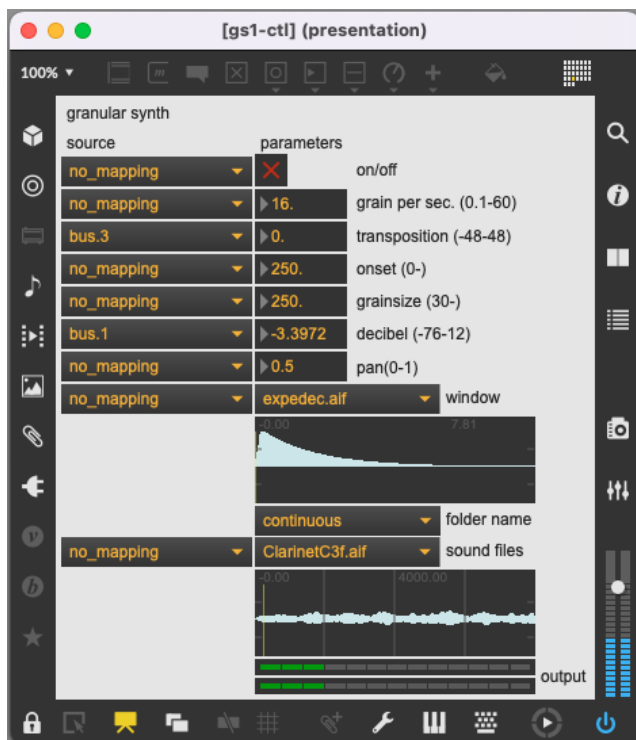 [gs1-ctl] (presentation)
100%
granular synth
source parameters
no_mapping on/off
no_mapping 16. grain per sec. (0.1-60)
bus.3 0. transposition (-48-48)
no_mapping 250. onset (0-)
no_mapping 250. grainsize (30-)
bus.1 -3.3972 decibel (-76-12)
no_mapping 0.5 pan(0-1)
no_mapping expedec.aif window
-0.00 7.81
continuous folder name
no_mapping ClarinetC3f.aif sound files
-0.00 4000.00
output